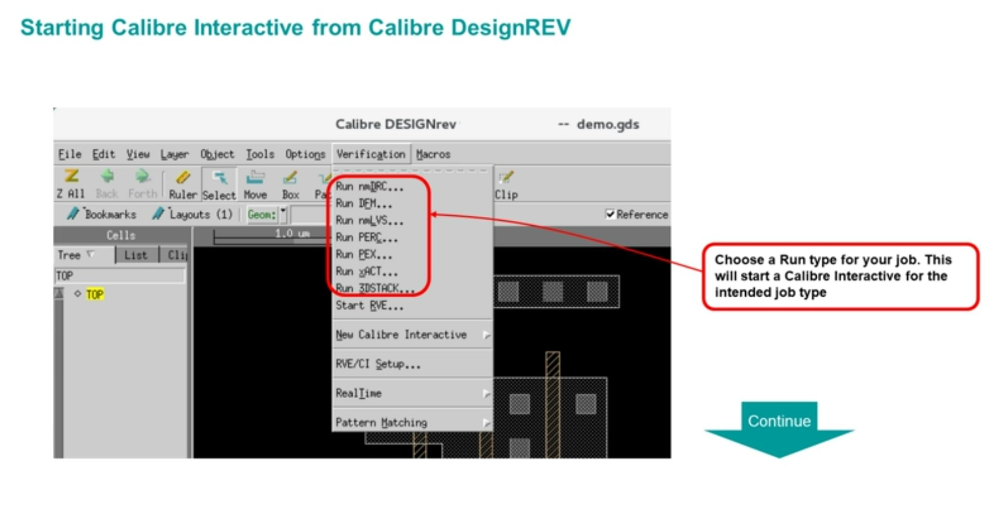 Starting Calibre Interactive from Calibre DesignREV
Calibre DESIGNrev -- demo.gds
File Edit View Layer Object Tools Options Verification Macros
Z All Back Forth Ruler Select Move Box Clip
Bookmarks Layouts (1) Geom: Reference
Cells
1.0 um
Tree List
TOP
TOP
Run nmDRC...
Run DFM...
Run nmLVS...
Run PERC...
Run PEX...
Run xACT...
Run 3DSTACK...
Start RVE...
New Calibre Interactive
RVE/CI Setup...
RealTime
Pattern Matching
Choose a Run type for your job. This
will start a Calibre Interactive for the
intended job type
Continue